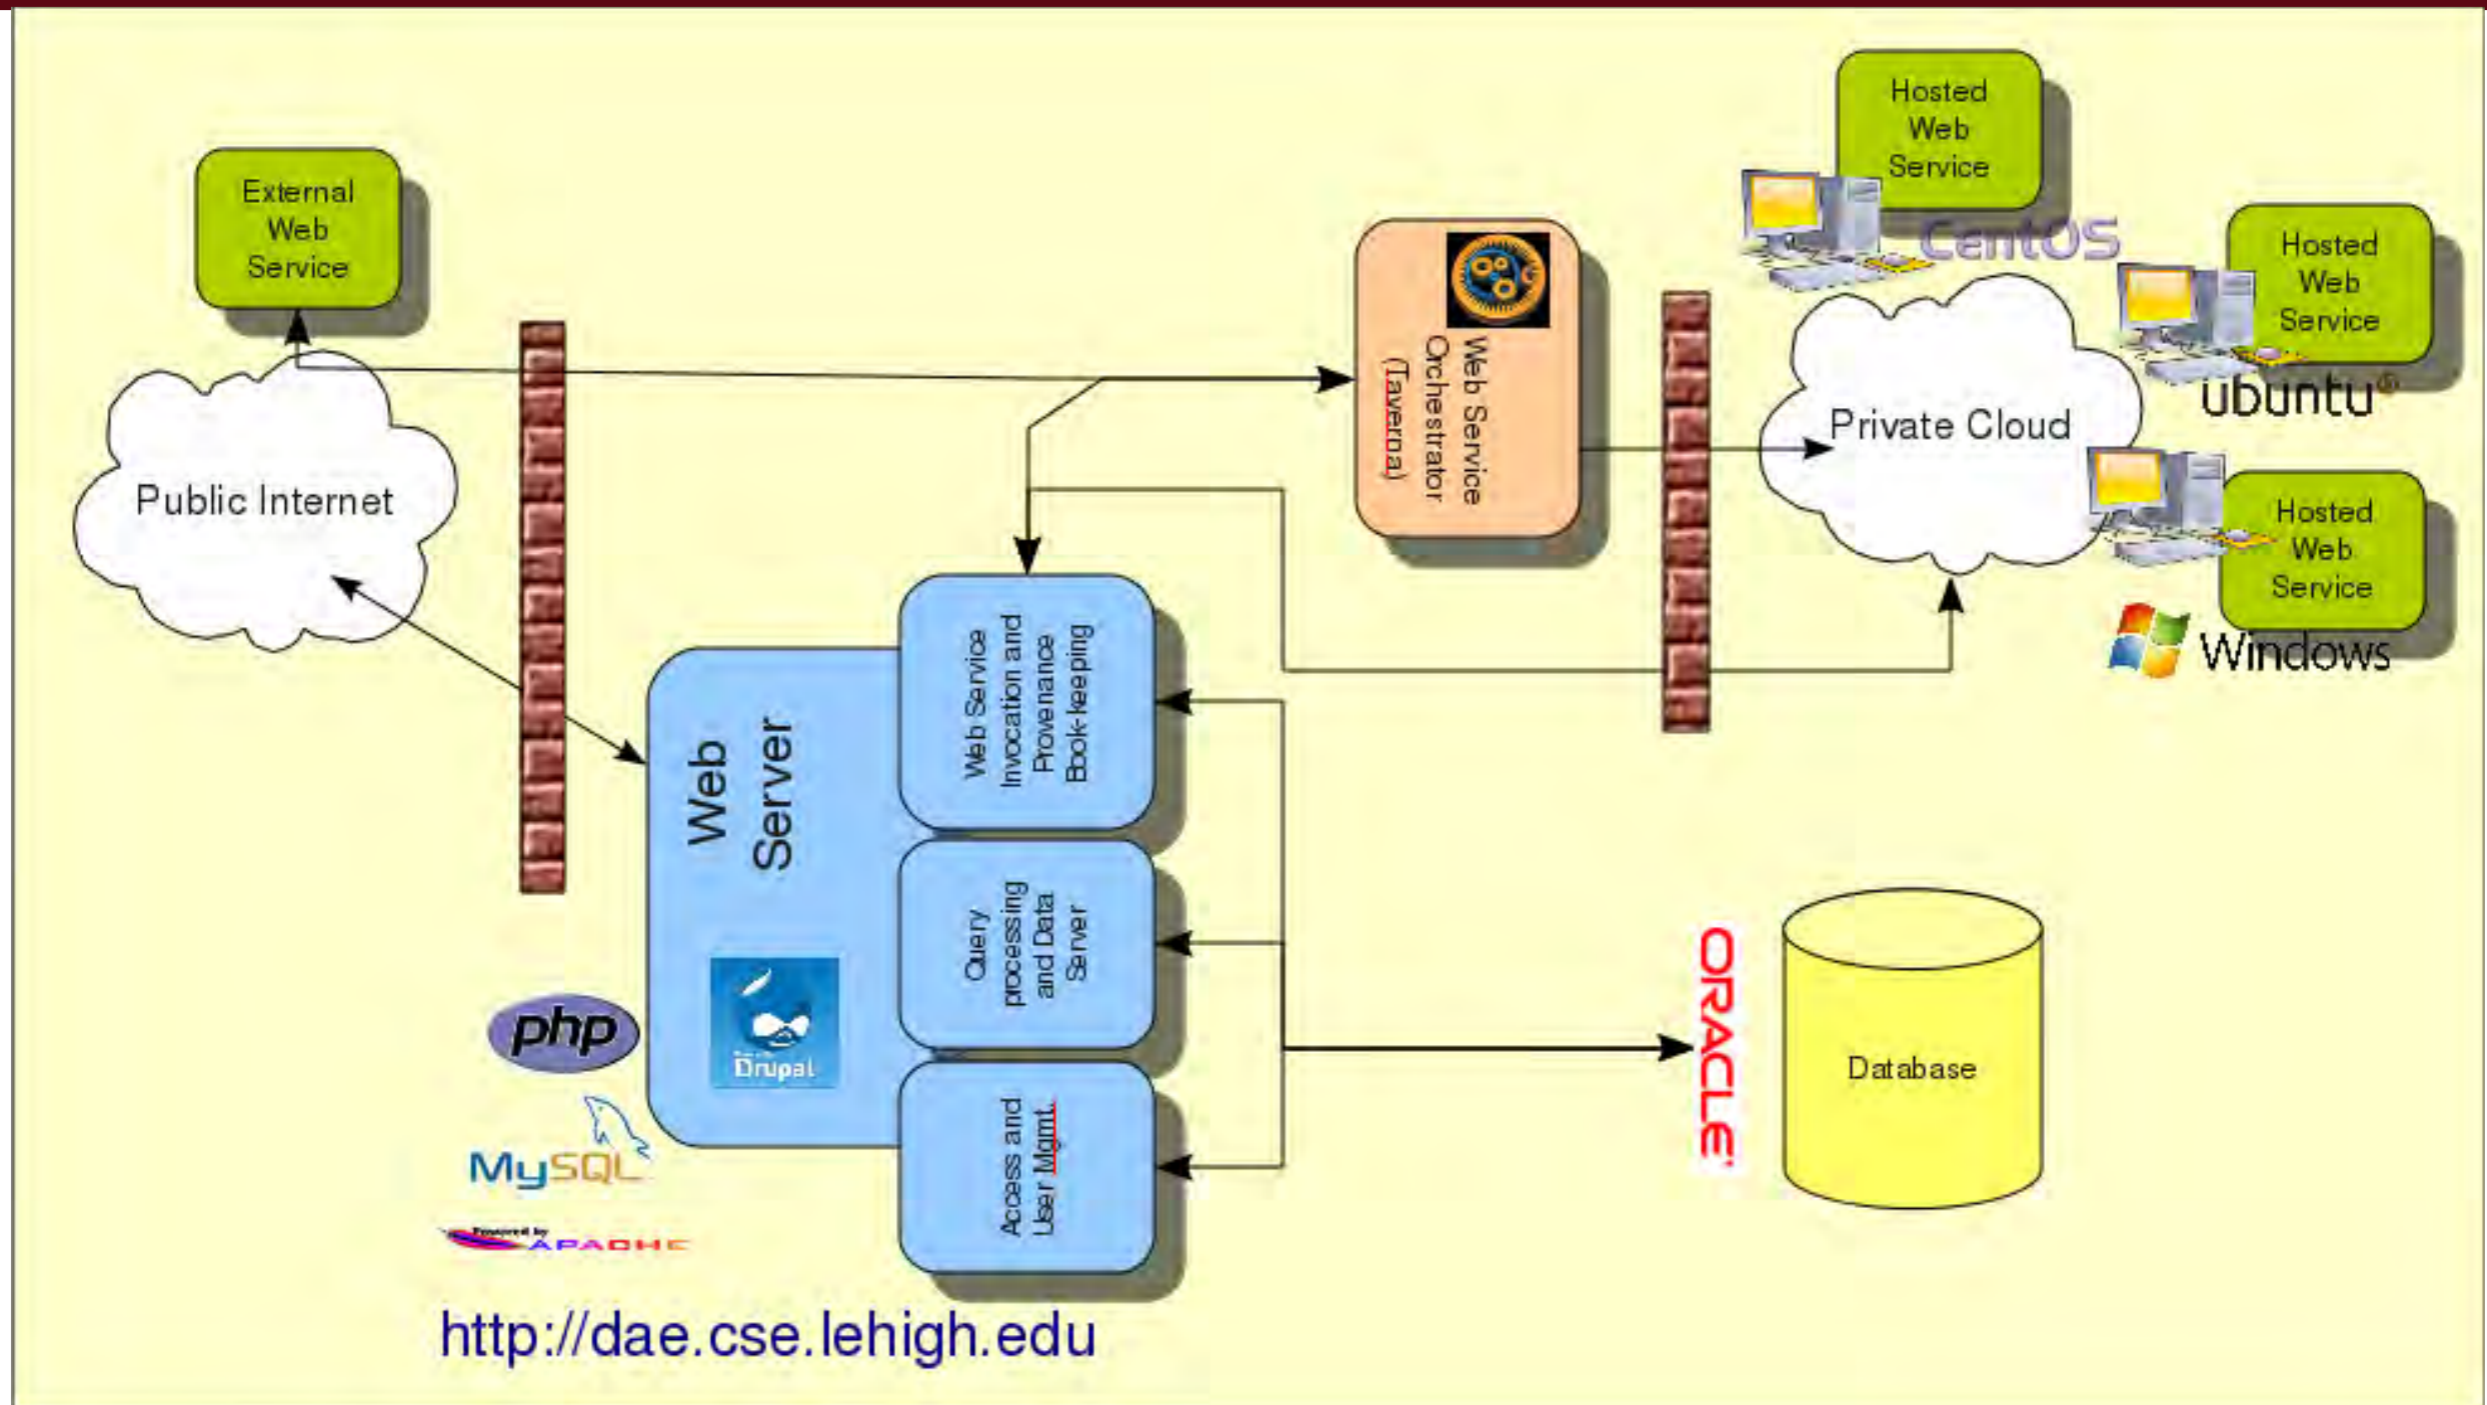 External
Web
Service
Public Internet
Web Service
Orchestrator
(Taverna)
Hosted
Web
Service
CentOS
Hosted
Web
Service
ubuntu®
Private Cloud
Hosted
Web
Service
Windows
Web
Server
Web Service
Invocation and
Provenance
Book-keeping
Query
processing
and Data
Server
Access and
User Mgmt.
php
Drupal
MySQL
Powered by
APACHE
ORACLE
Database
http://dae.cse.lehigh.edu